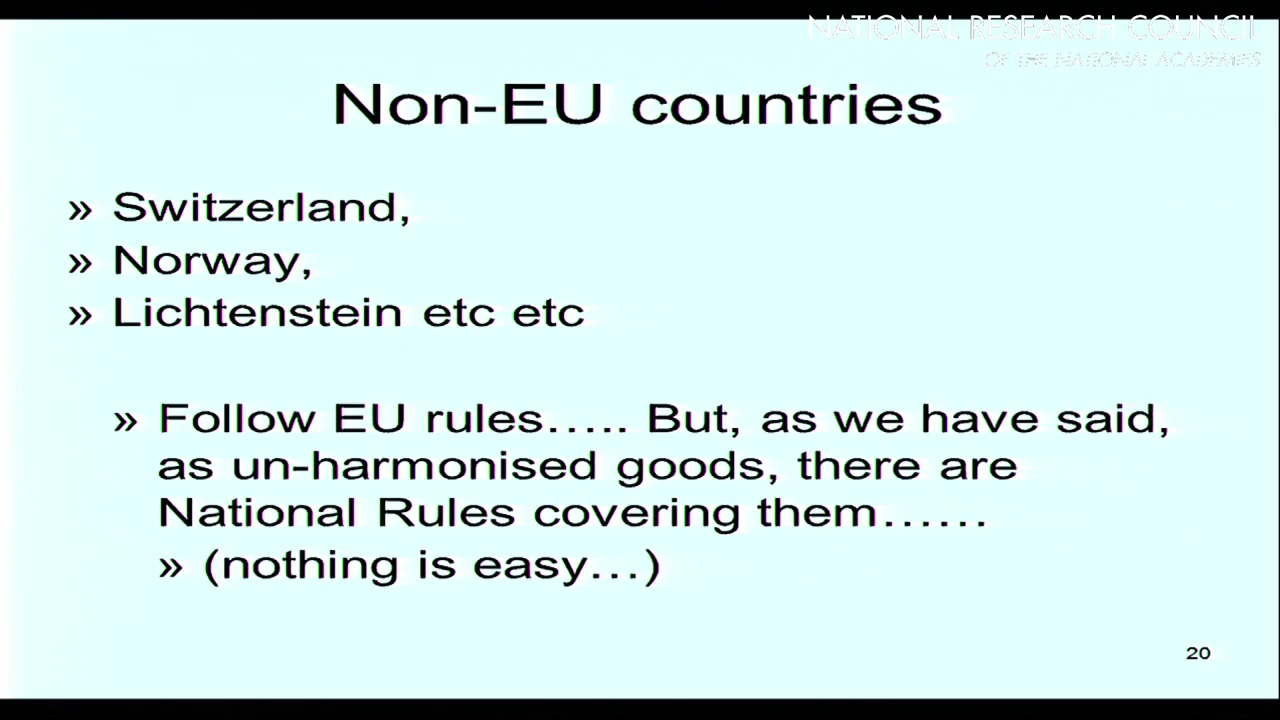 NATIONAL RESEARCH COUNCIL
OF THE NATIONAL ACADEMIES
Non-EU countries
» Switzerland,
» Norway,
» Lichtenstein etc etc
» Follow EU rules….. But, as we have said,
as un-harmonised goods, there are
National Rules covering them……
» (nothing is easy…)
20